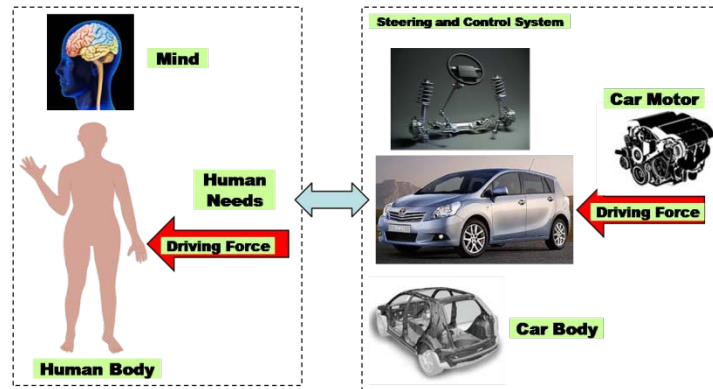 Mind
Human
Needs
Driving Force
Human Body
Steering and Control System
Car Motor
Driving Force
Car Body